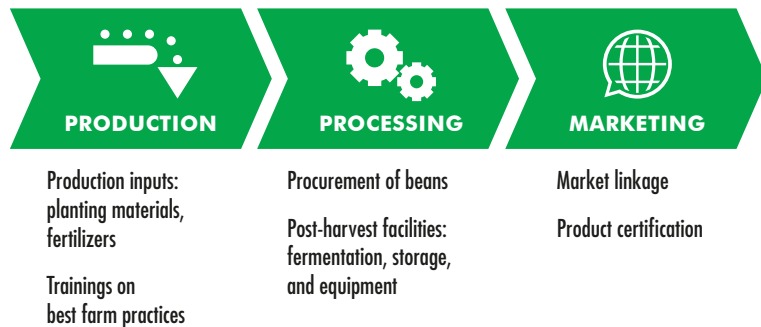 PRODUCTION
Production inputs:
planting materials,
fertilizers
Trainings on
best farm practices
PROCESSING
Procurement of beans
Post-harvest facilities:
fermentation, storage,
and equipment
MARKETING
Market linkage
Product certification